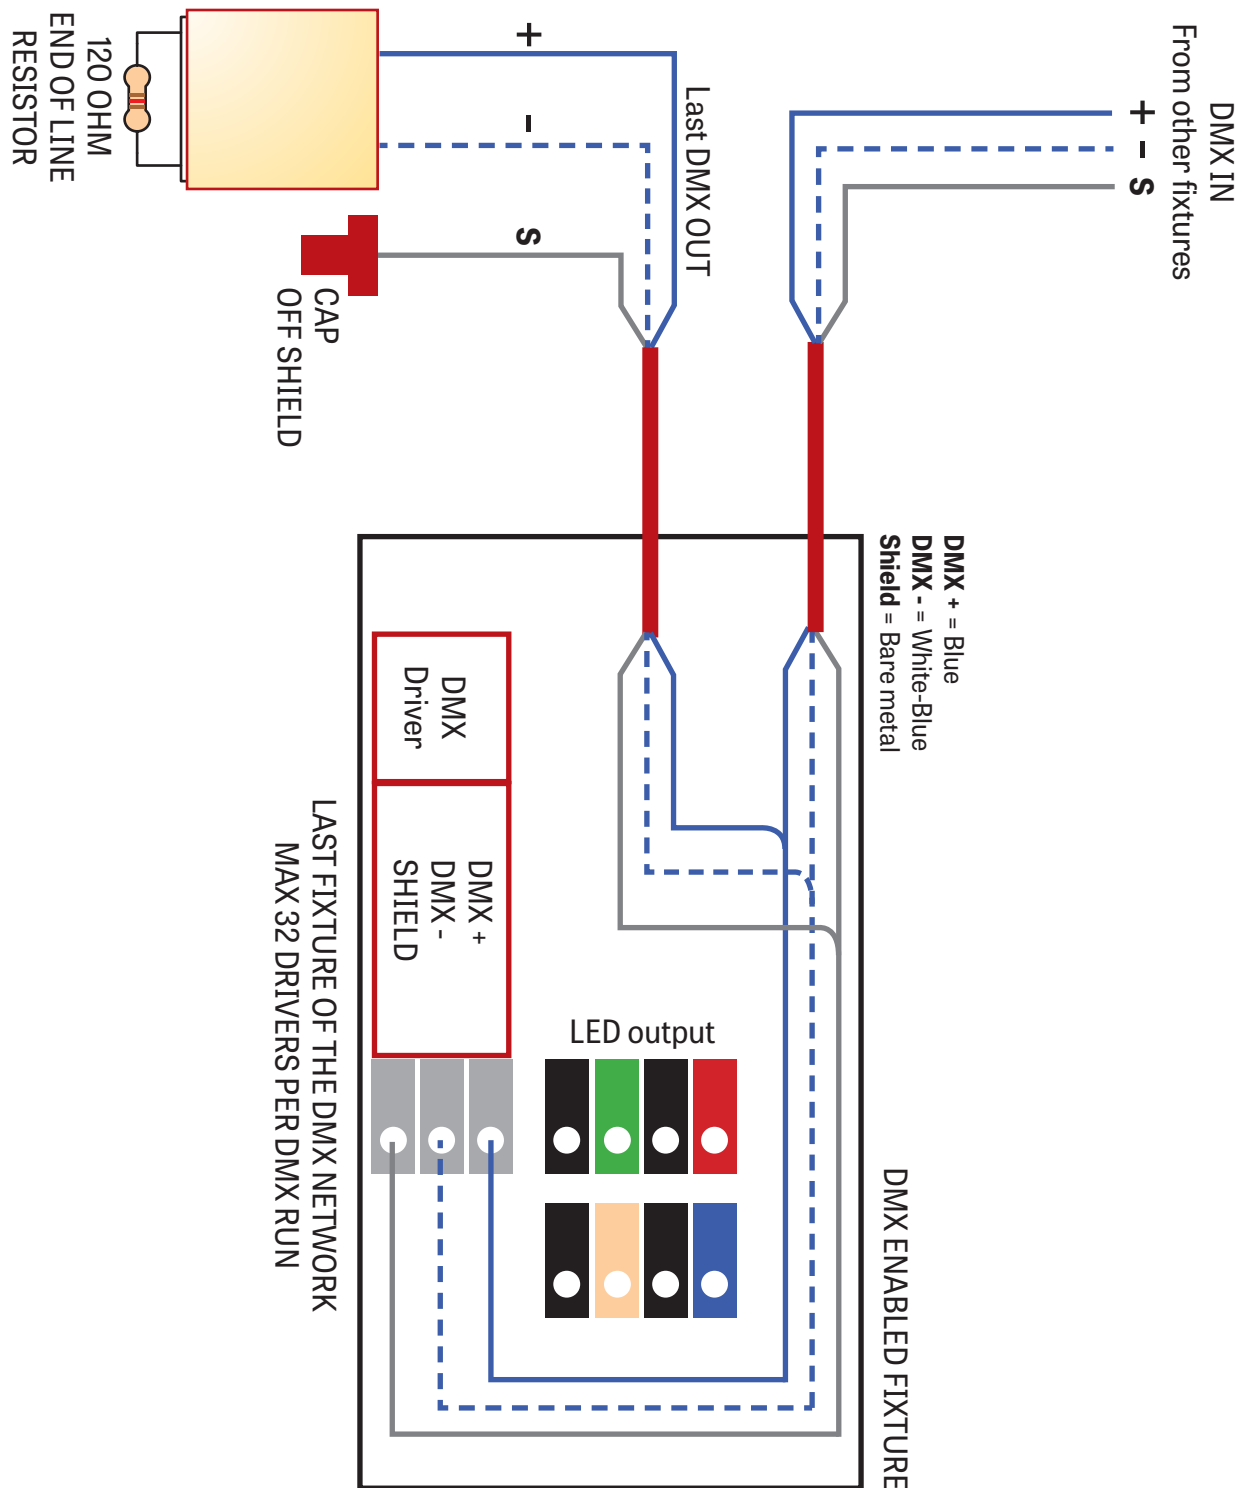 DMX IN
From other fixtures
+
-
S
Last DMX OUT
+
-
S
120 OHM
END OF LINE
RESISTOR
CAP
OFF SHIELD
DMX + = Blue
DMX - = White-Blue
Shield = Bare metal
DMX
Driver
DMX +
DMX -
SHIELD
LED output
DMX ENABLED FIXTURE
LAST FIXTURE OF THE DMX NETWORK
MAX 32 DRIVERS PER DMX RUN